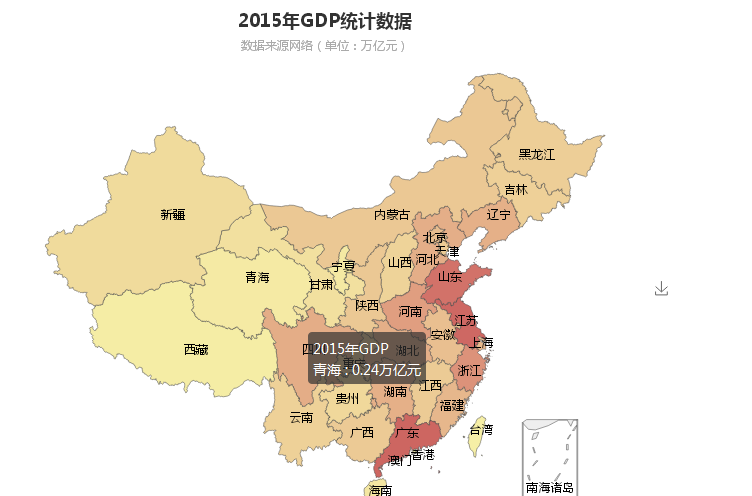 2015年GDP统计数据
数据来源网络（单位：万亿元）
黑龙江
吉林
新疆
内蒙古
辽宁
北京
天津
河北
山西
宁夏
青海
甘肃
山东
陕西
河南
江苏
安徽
上海
西藏
四
2015年GDP
湖北
重庆
青海 : 0.24万亿元
浙江
江西
湖南
贵州
福建
云南
广西
广东
台湾
香港
澳门
海南
南海诸岛